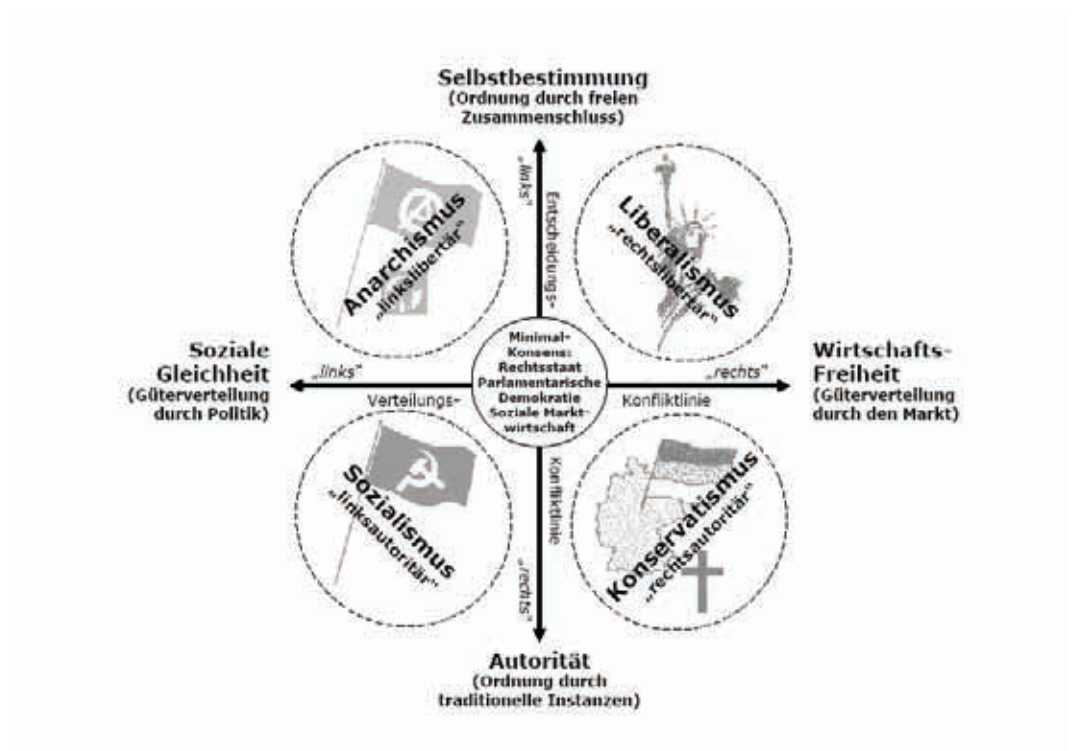 Selbstbestimmung
(Ordnung durch freien
Zusammenschluss)
„links“
Entscheidungs-
Anarchismus
„linkslibertär“
Liberalismus
„rechtslibertär“
Soziale
Gleichheit
(Güterverteilung
durch Politik)
„links“
Verteilungs-
Minimal-
Konsens:
Rechtsstaat
Parlamentarische
Demokratie
Soziale Markt-
wirtschaft
„rechts“
Konfliktlinie
Wirtschafts-
Freiheit
(Güterverteilung
durch den Markt)
Sozialismus
„linksautoritär“
Konfliktlinie
„rechts“
Konservatismus
„rechtsautoritär“
Autorität
(Ordnung durch
traditionelle Instanzen)